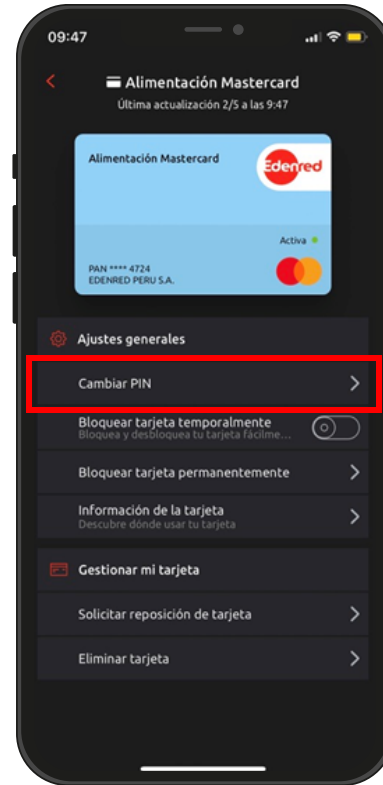 09:47
Alimentación Mastercard
Última actualización 2/5 a las 9:47
Alimentación Mastercard
Edenred
Activa
PAN **** 4724
EDENRED PERU S.A.
Ajustes generales
Cambiar PIN
Bloquear tarjeta temporalmente
Bloquea y desbloquea tu tarjeta fácilme...
Bloquear tarjeta permanentemente
Información de la tarjeta
Descubre dónde usar tu tarjeta
Gestionar mi tarjeta
Solicitar reposición de tarjeta
Eliminar tarjeta